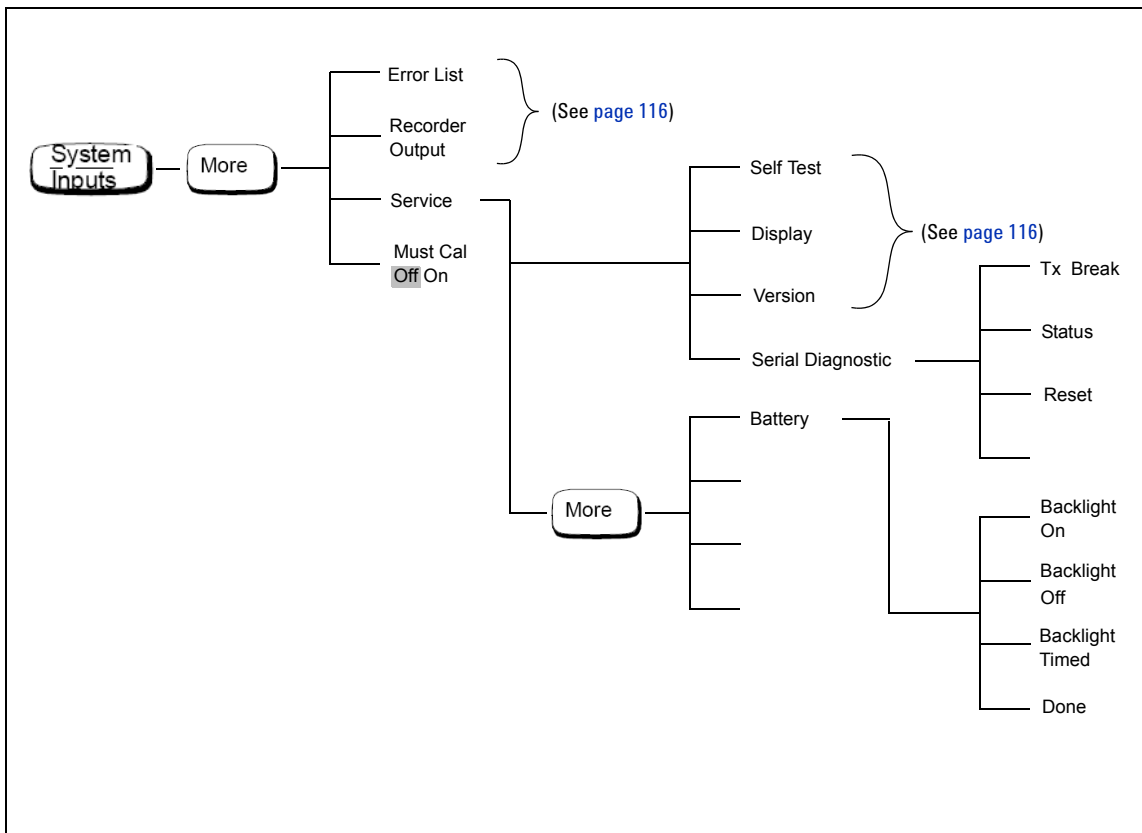 System
Inputs
More
Error List
Recorder
Output
(See page 116)
Service
Must Cal
Off On
Self Test
Display
Version
(See page 116)
Serial Diagnostic
Tx Break
Status
Reset
More
Battery
Backlight
On
Backlight
Off
Backlight
Timed
Done